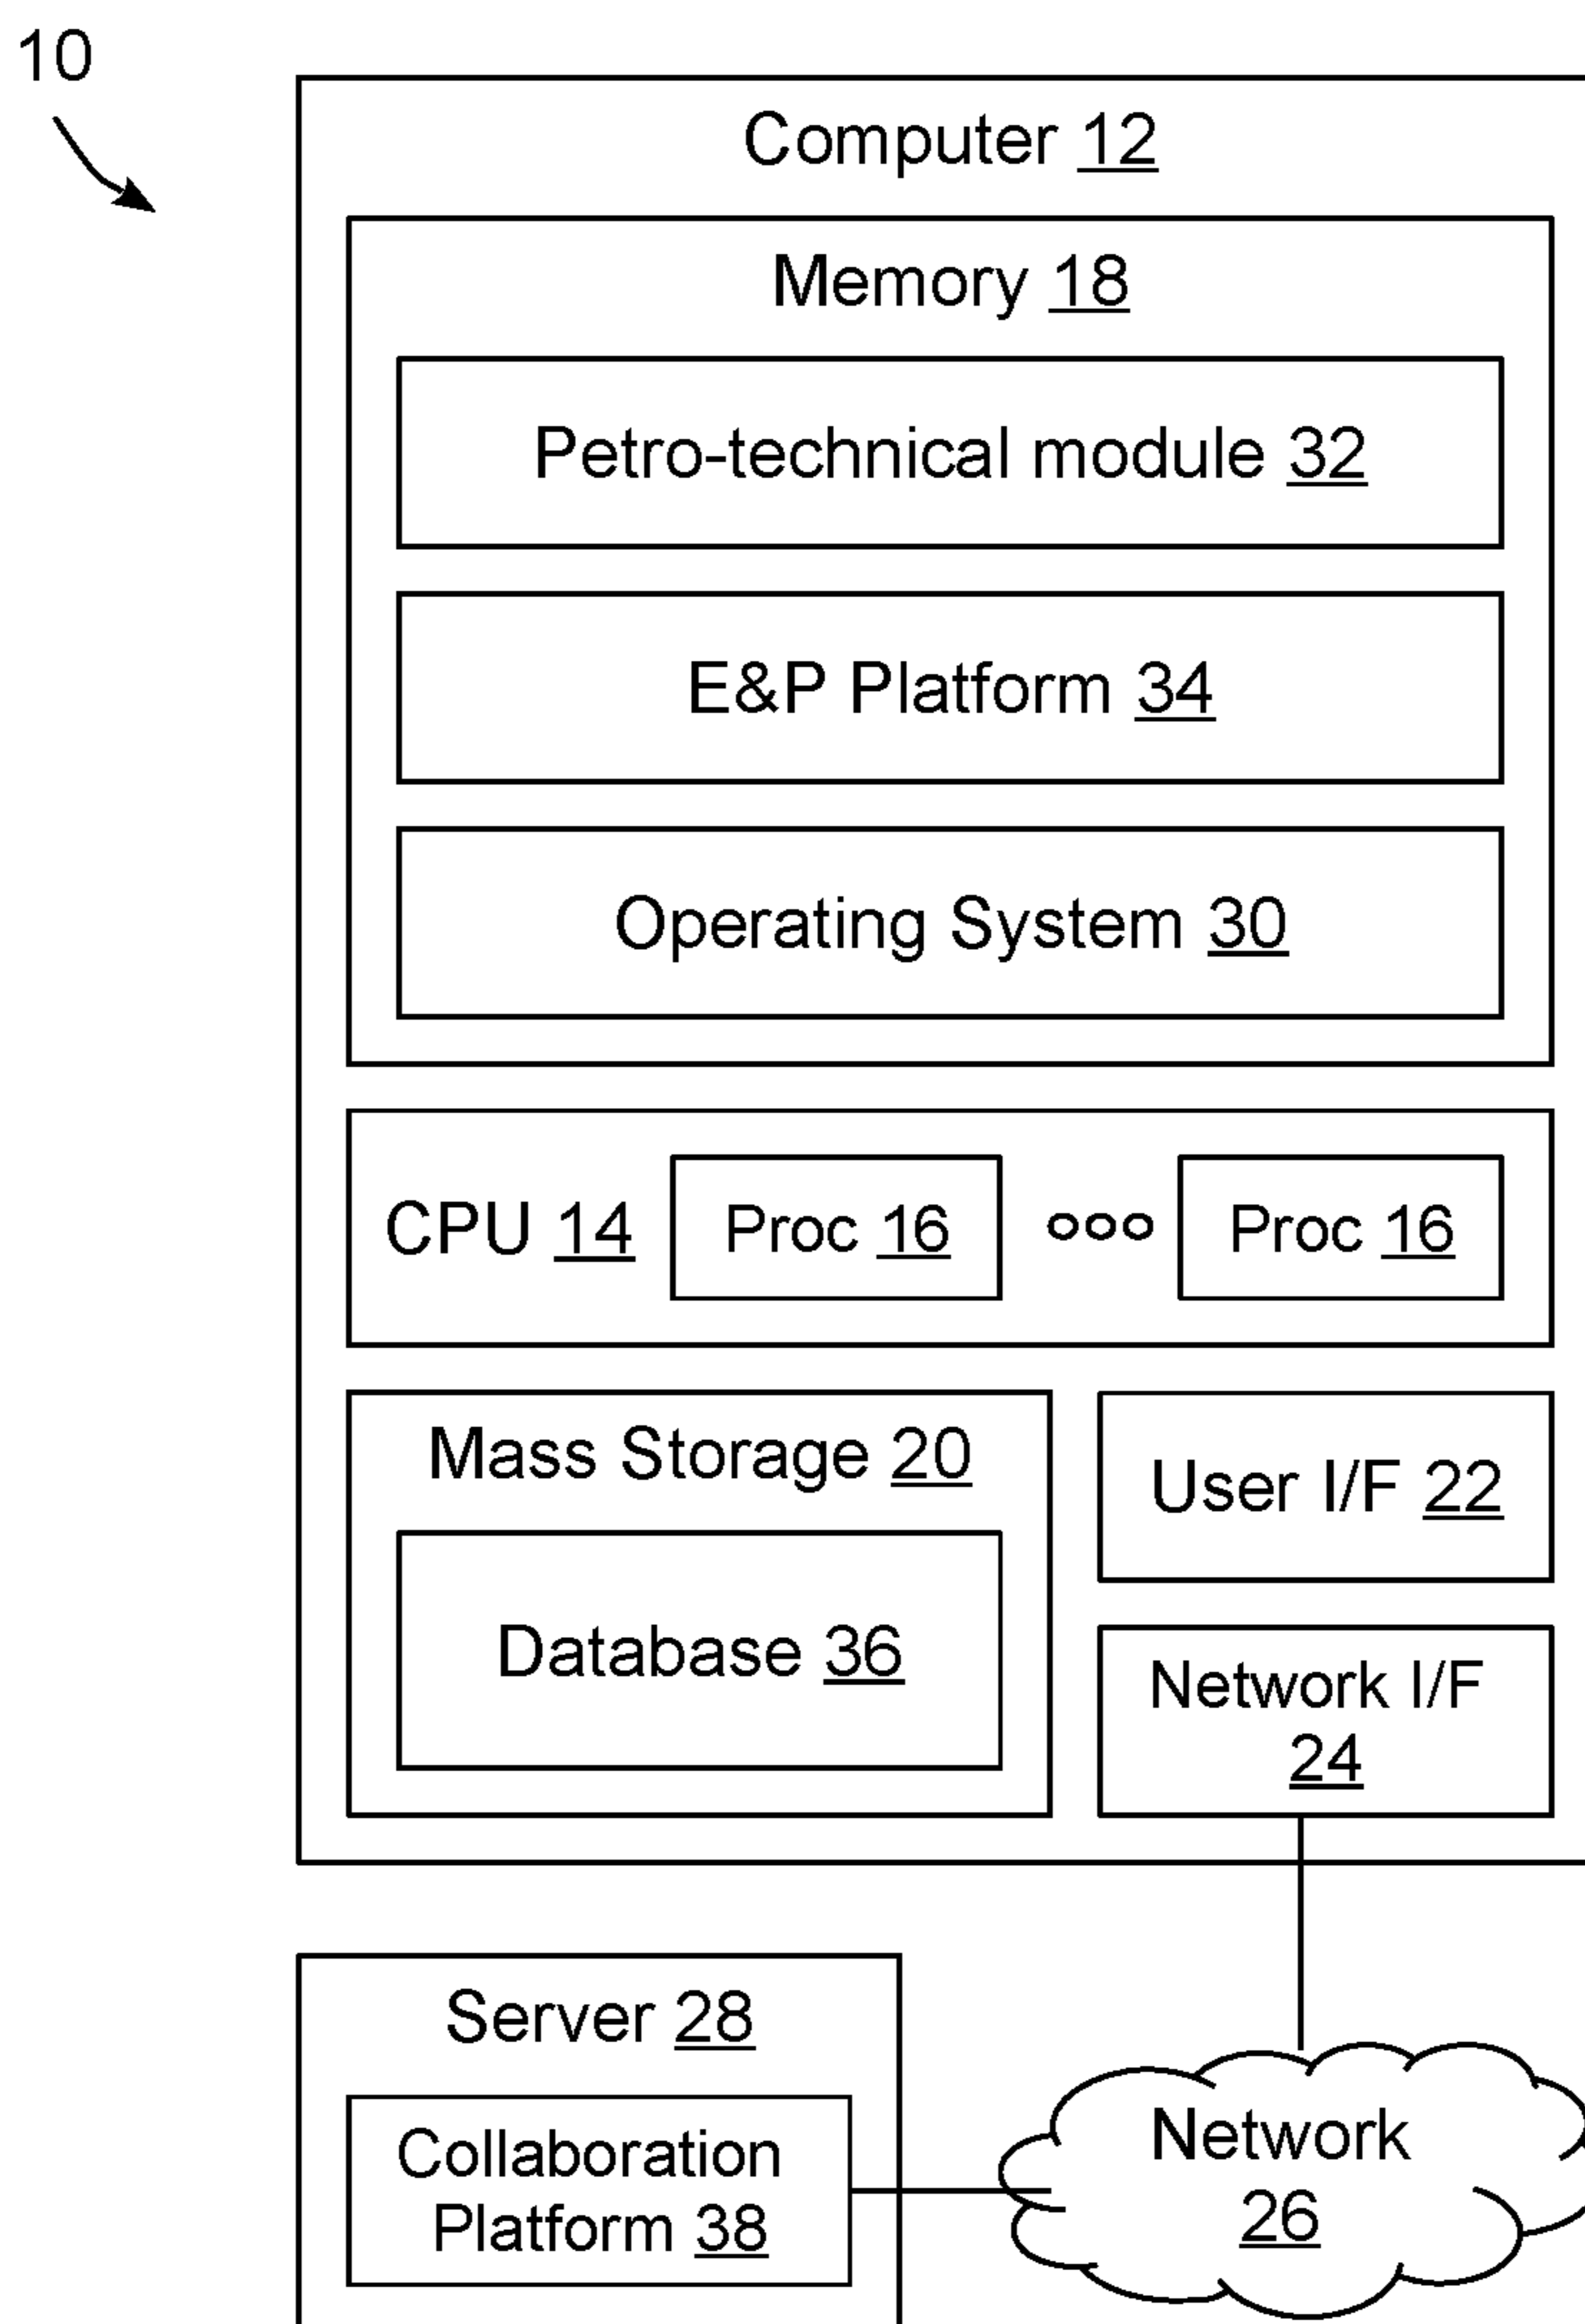 10
Computer 12
Memory 18
Petro-technical module 32
E&P Platform 34
Operating System 30
CPU 14
Proc 16
Proc 16
Mass Storage 20
Database 36
User I/F 22
Network I/F
24
Server 28
Collaboration
Platform 38
Network
26